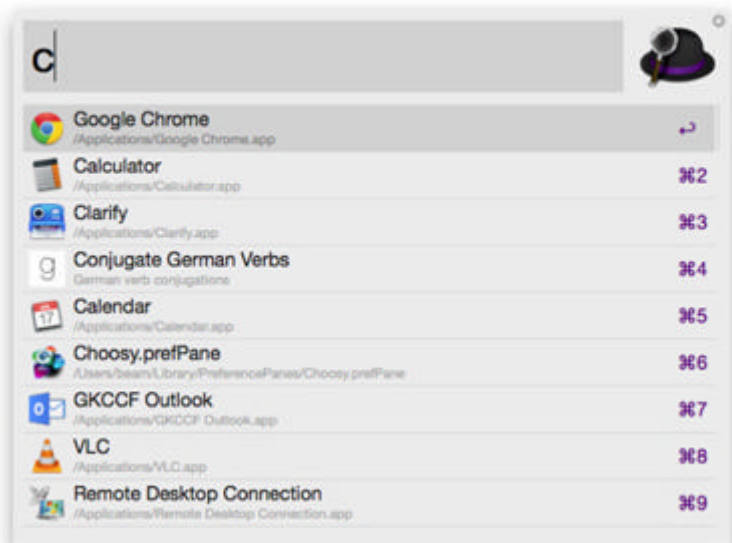 c
Google Chrome
/Applications/Google Chrome.app
Calculator
⌘2
/Applications/Calculator.app
Clarify
⌘3
/Applications/Clarify.app
g
Conjugate German Verbs
⌘4
German verb conjugations
17
Calendar
⌘5
/Applications/Calendar.app
Choosy.prefPane
⌘6
/Users/beam/Library/PreferencePanes/Choosy.prefPane
GKCCF Outlook
⌘7
/Applications/GKCCF Outlook.app
VLC
⌘8
/Applications/VLC.app
Remote Desktop Connection
⌘9
/Applications/Remote Desktop Connection.app